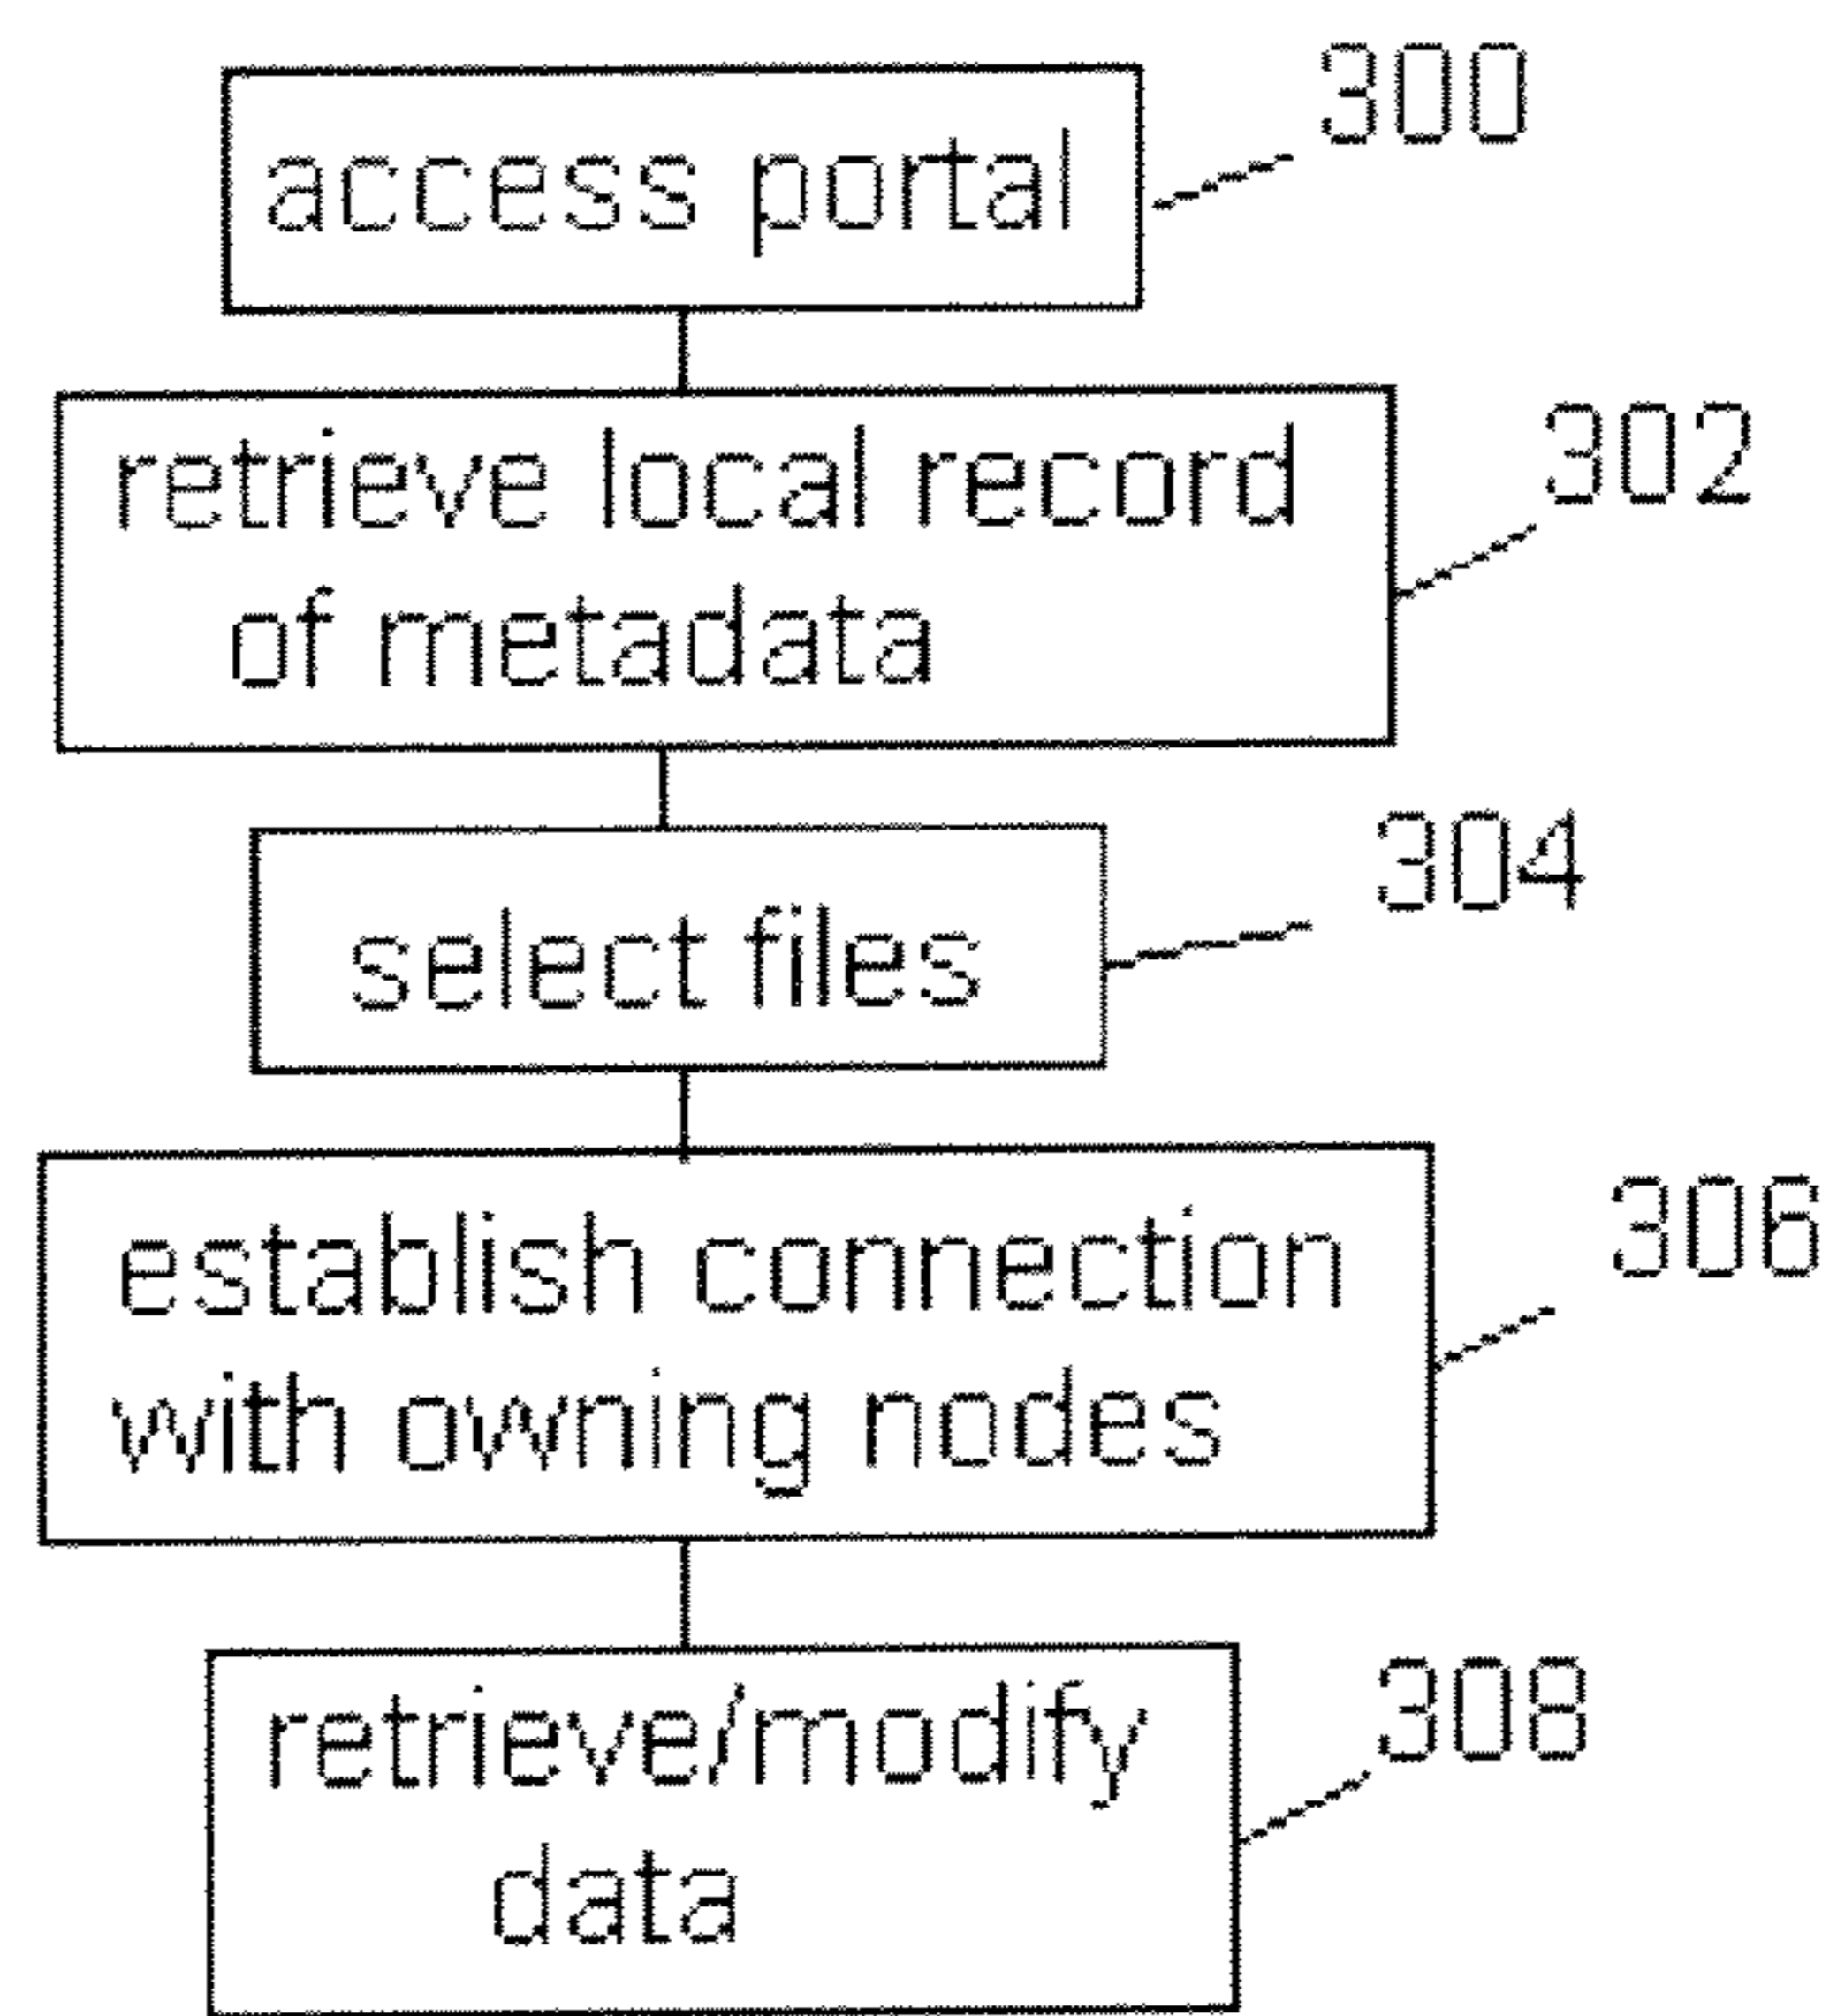 access portal
300
retrieve local record
of metadata
302
select files
304
establish connection
with owning nodes
306
retrieve/modify
data
308